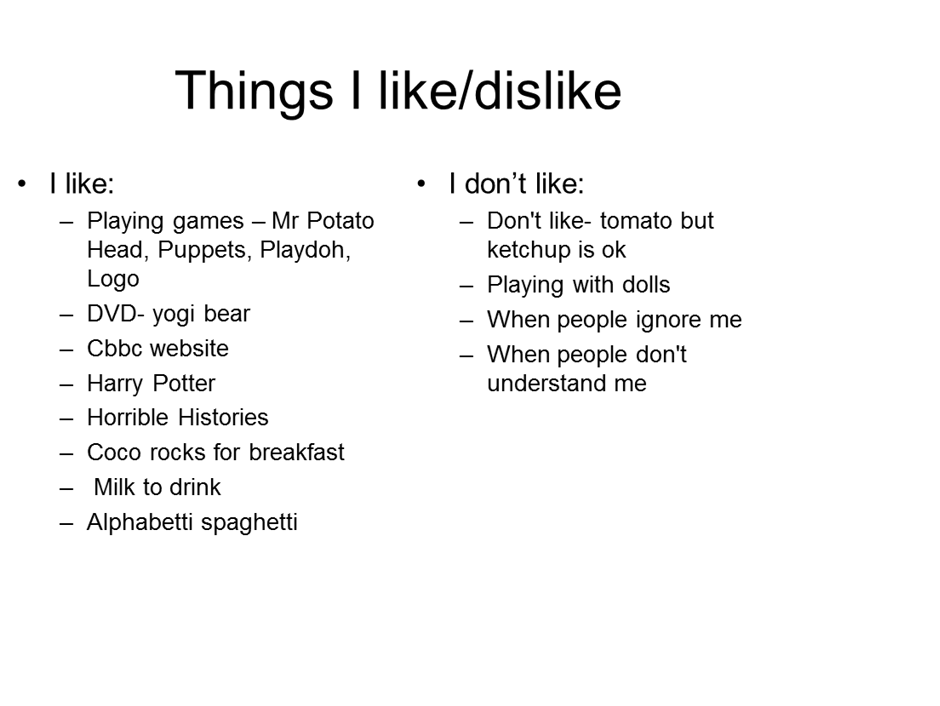 Things I like/dislike
• I like:
– Playing games – Mr Potato
Head, Puppets, Playdoh,
Logo
– DVD- yogi bear
– Cbbc website
– Harry Potter
– Horrible Histories
– Coco rocks for breakfast
– Milk to drink
– Alphabetti spaghetti
• I don’t like:
– Don't like- tomato but
ketchup is ok
– Playing with dolls
– When people ignore me
– When people don't
understand me